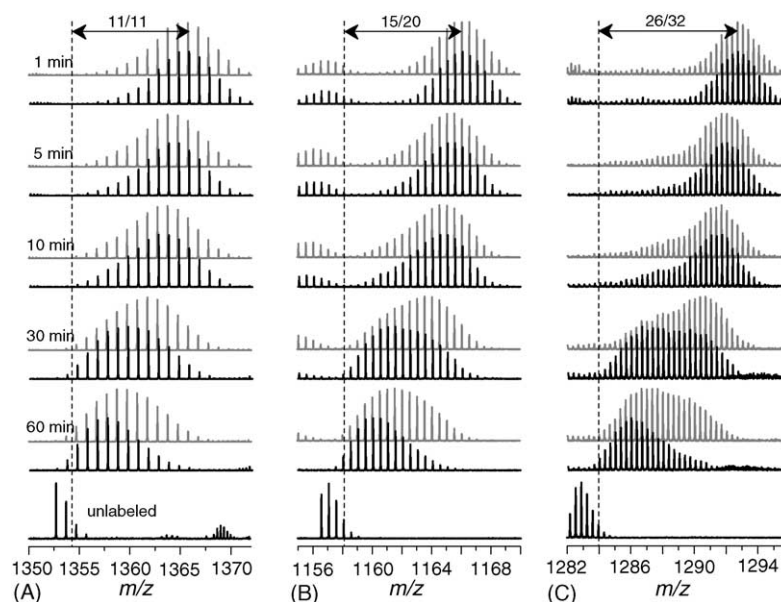 11/11 15/20 26/32
1 min
5 min
10 min
30 min
60 min
unlabeled
1350 1355 1360 1365 1370 1156 1160 1164 1168 1282 1286 1290 1294
(A) m/z (B) m/z (C) m/z